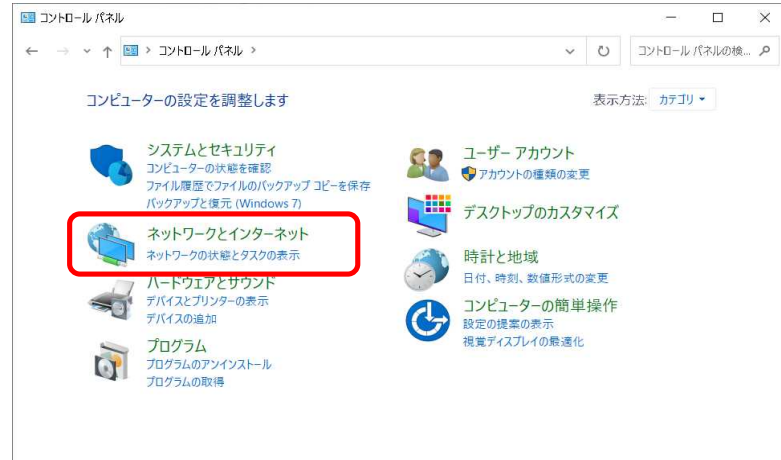 コントロール パネル
コントロール パネル
コントロール パネルの検...
コンピューターの設定を調整します
表示方法: カテゴリ
システムとセキュリティ
コンピューターの状態を確認
ファイル履歴でファイルのバックアップ コピーを保存
バックアップと復元 (Windows 7)
ネットワークとインターネット
ネットワークの状態とタスクの表示
ハードウェアとサウンド
デバイスとプリンターの表示
デバイスの追加
プログラム
プログラムのアンインストール
プログラムの取得
ユーザー アカウント
アカウントの種類の変更
デスクトップのカスタマイズ
時計と地域
日付、時刻、数値形式の変更
コンピューターの簡単操作
設定の提案の表示
視覚ディスプレイの最適化